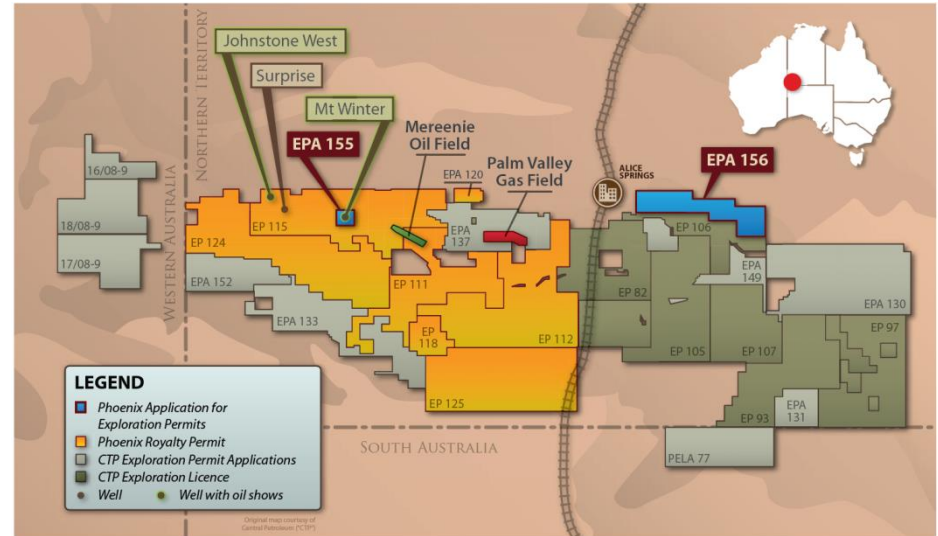 Johnstone West
Surprise
Mt Winter
EPA 155
Mereenie
Oil Field
EPA 120
Palm Valley
Gas Field
ALICE
SPRINGS
EPA 156
NORTHERN TERRITORY
WESTERN AUSTRALIA
SOUTH AUSTRALIA
16/08-9
18/08-9
17/08-9
EP 115
EP 124
EPA 152
EPA 133
EPA
137
EP 111
EP
118
EP 112
EP 125
EP 106
EP 82
EPA
149
EPA 130
EP 97
EP 105
EP 107
EP 93
EPA
131
PELA 77
LEGEND
Phoenix Application for
Exploration Permits
Phoenix Royalty Permit
CTP Exploration Permit Applications
CTP Exploration Licence
Well
Well with oil shows
Original map courtesy of
Central Petroleum ("CTP")